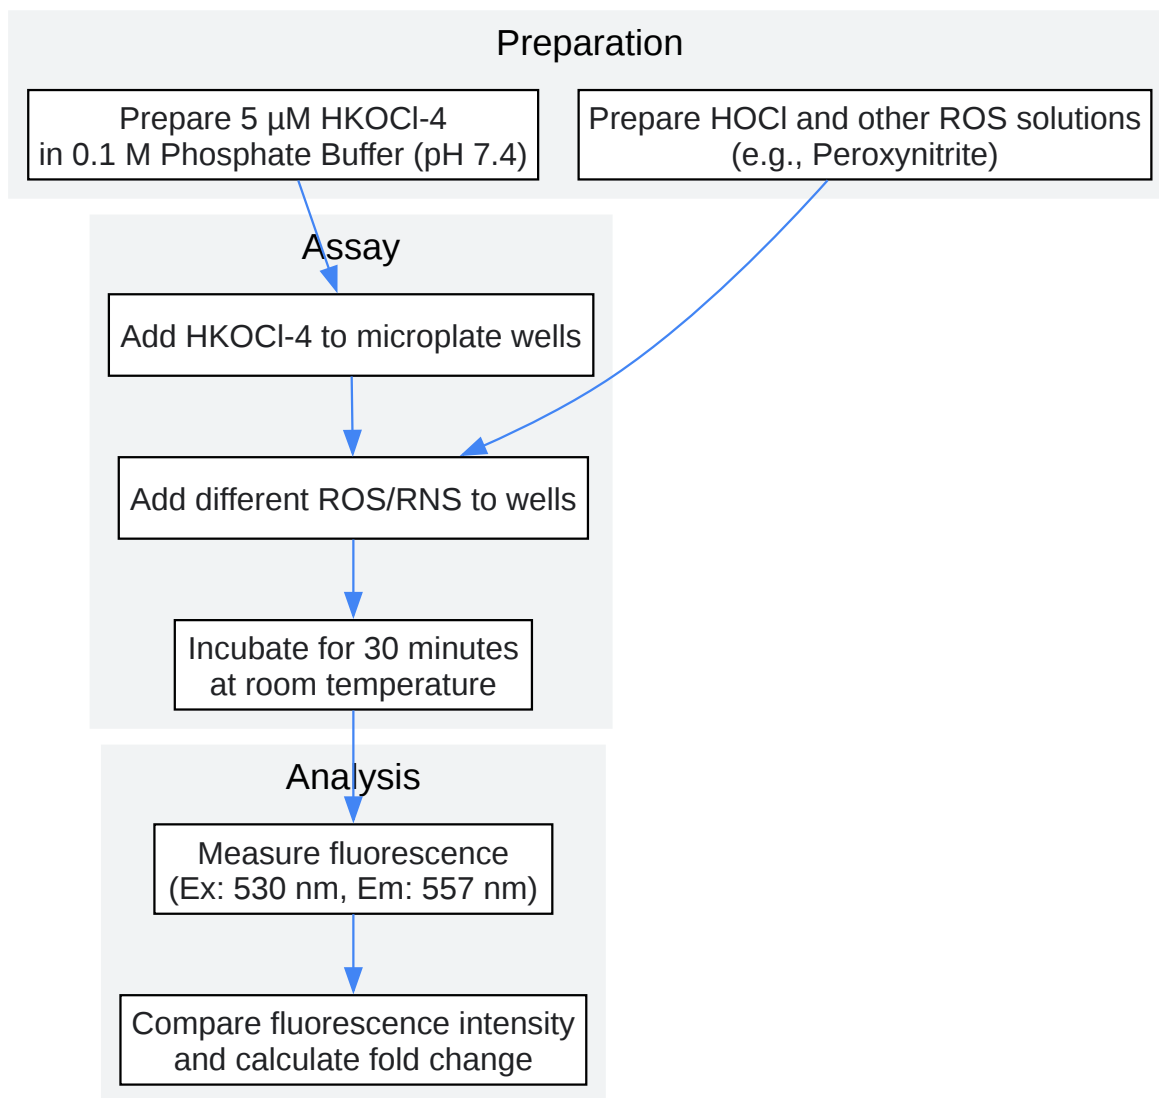 Preparation
Prepare 5 µM HKOCl-4
in 0.1 M Phosphate Buffer (pH 7.4)
Prepare HOCl and other ROS solutions
(e.g., Peroxynitrite)
Assay
Add HKOCl-4 to microplate wells
Add different ROS/RNS to wells
Incubate for 30 minutes
at room temperature
Analysis
Measure fluorescence
(Ex: 530 nm, Em: 557 nm)
Compare fluorescence intensity
and calculate fold change